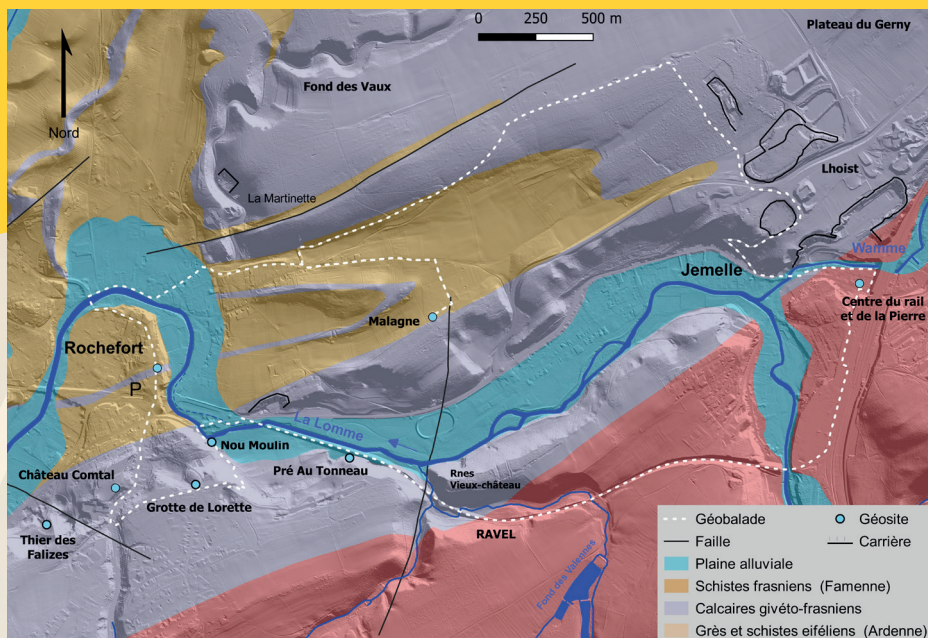 0 250 500 m
Plateau du Gerny
Fond des Vaux
Nord
La Martinette
Lhoist
Wamme
Jemelle
Centre du rail
et de la Pierre
Malagne
Rochefort
P
La Lomme
Nou Moulin
Pré Au Tonneau
Rnes
Vieux-château
Château Comtal
Grotte de Lorette
Thier des
Falizes
RAVEL
Fond des Valennes
Géobalade
Géosite
Faille
Carrière
Plaine alluviale
Schistes frasniens (Famenne)
Calcaires givéto-frasniens
Grès et schistes eiféliens (Ardenne)